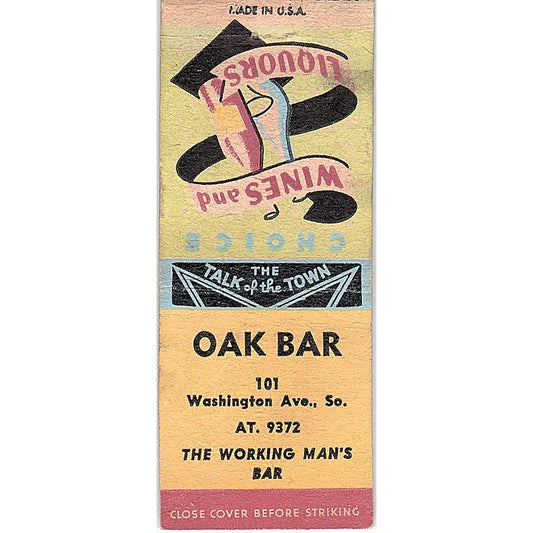 MADE IN U.S.A.
CHOICE
WINES and
LIQUORS
THE
TALK of the TOWN
OAK BAR
101
Washington Ave., So.
AT. 9372
THE WORKING MAN'S
BAR
CLOSE COVER BEFORE STRIKING